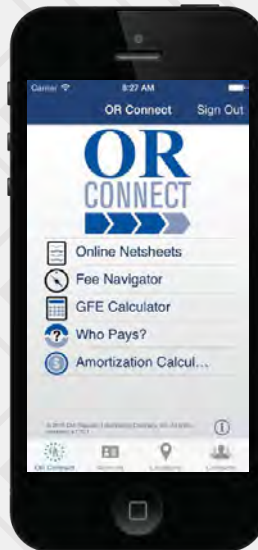 Carrier 8:27 AM
OR Connect Sign Out
OR
CONNECT
Online Netsheets
Fee Navigator
GFE Calculator
Who Pays?
Amortization Calcul...
OR Connect